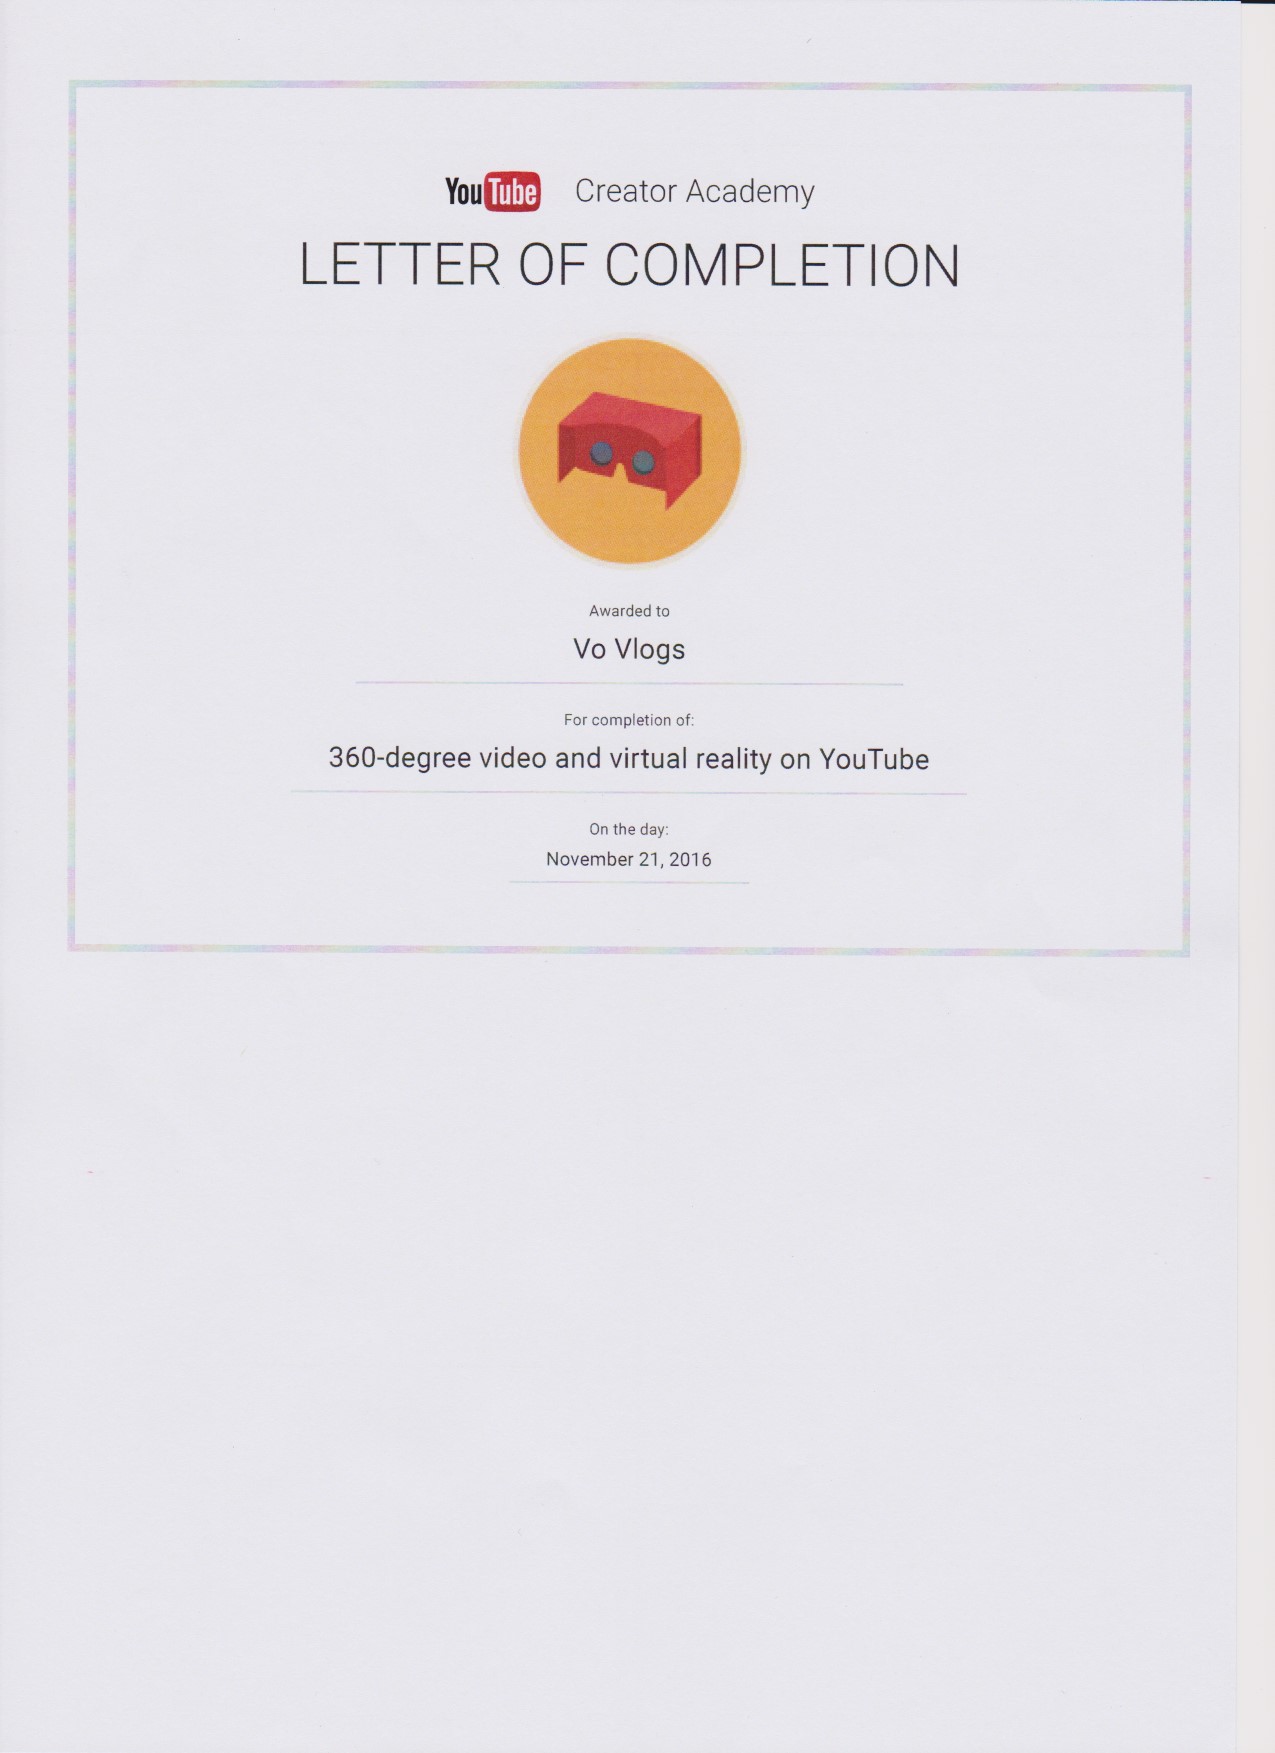 YouTube Creator Academy
LETTER OF COMPLETION
Awarded to
Vo Vlogs
For completion of:
360-degree video and virtual reality on YouTube
On the day:
November 21, 2016